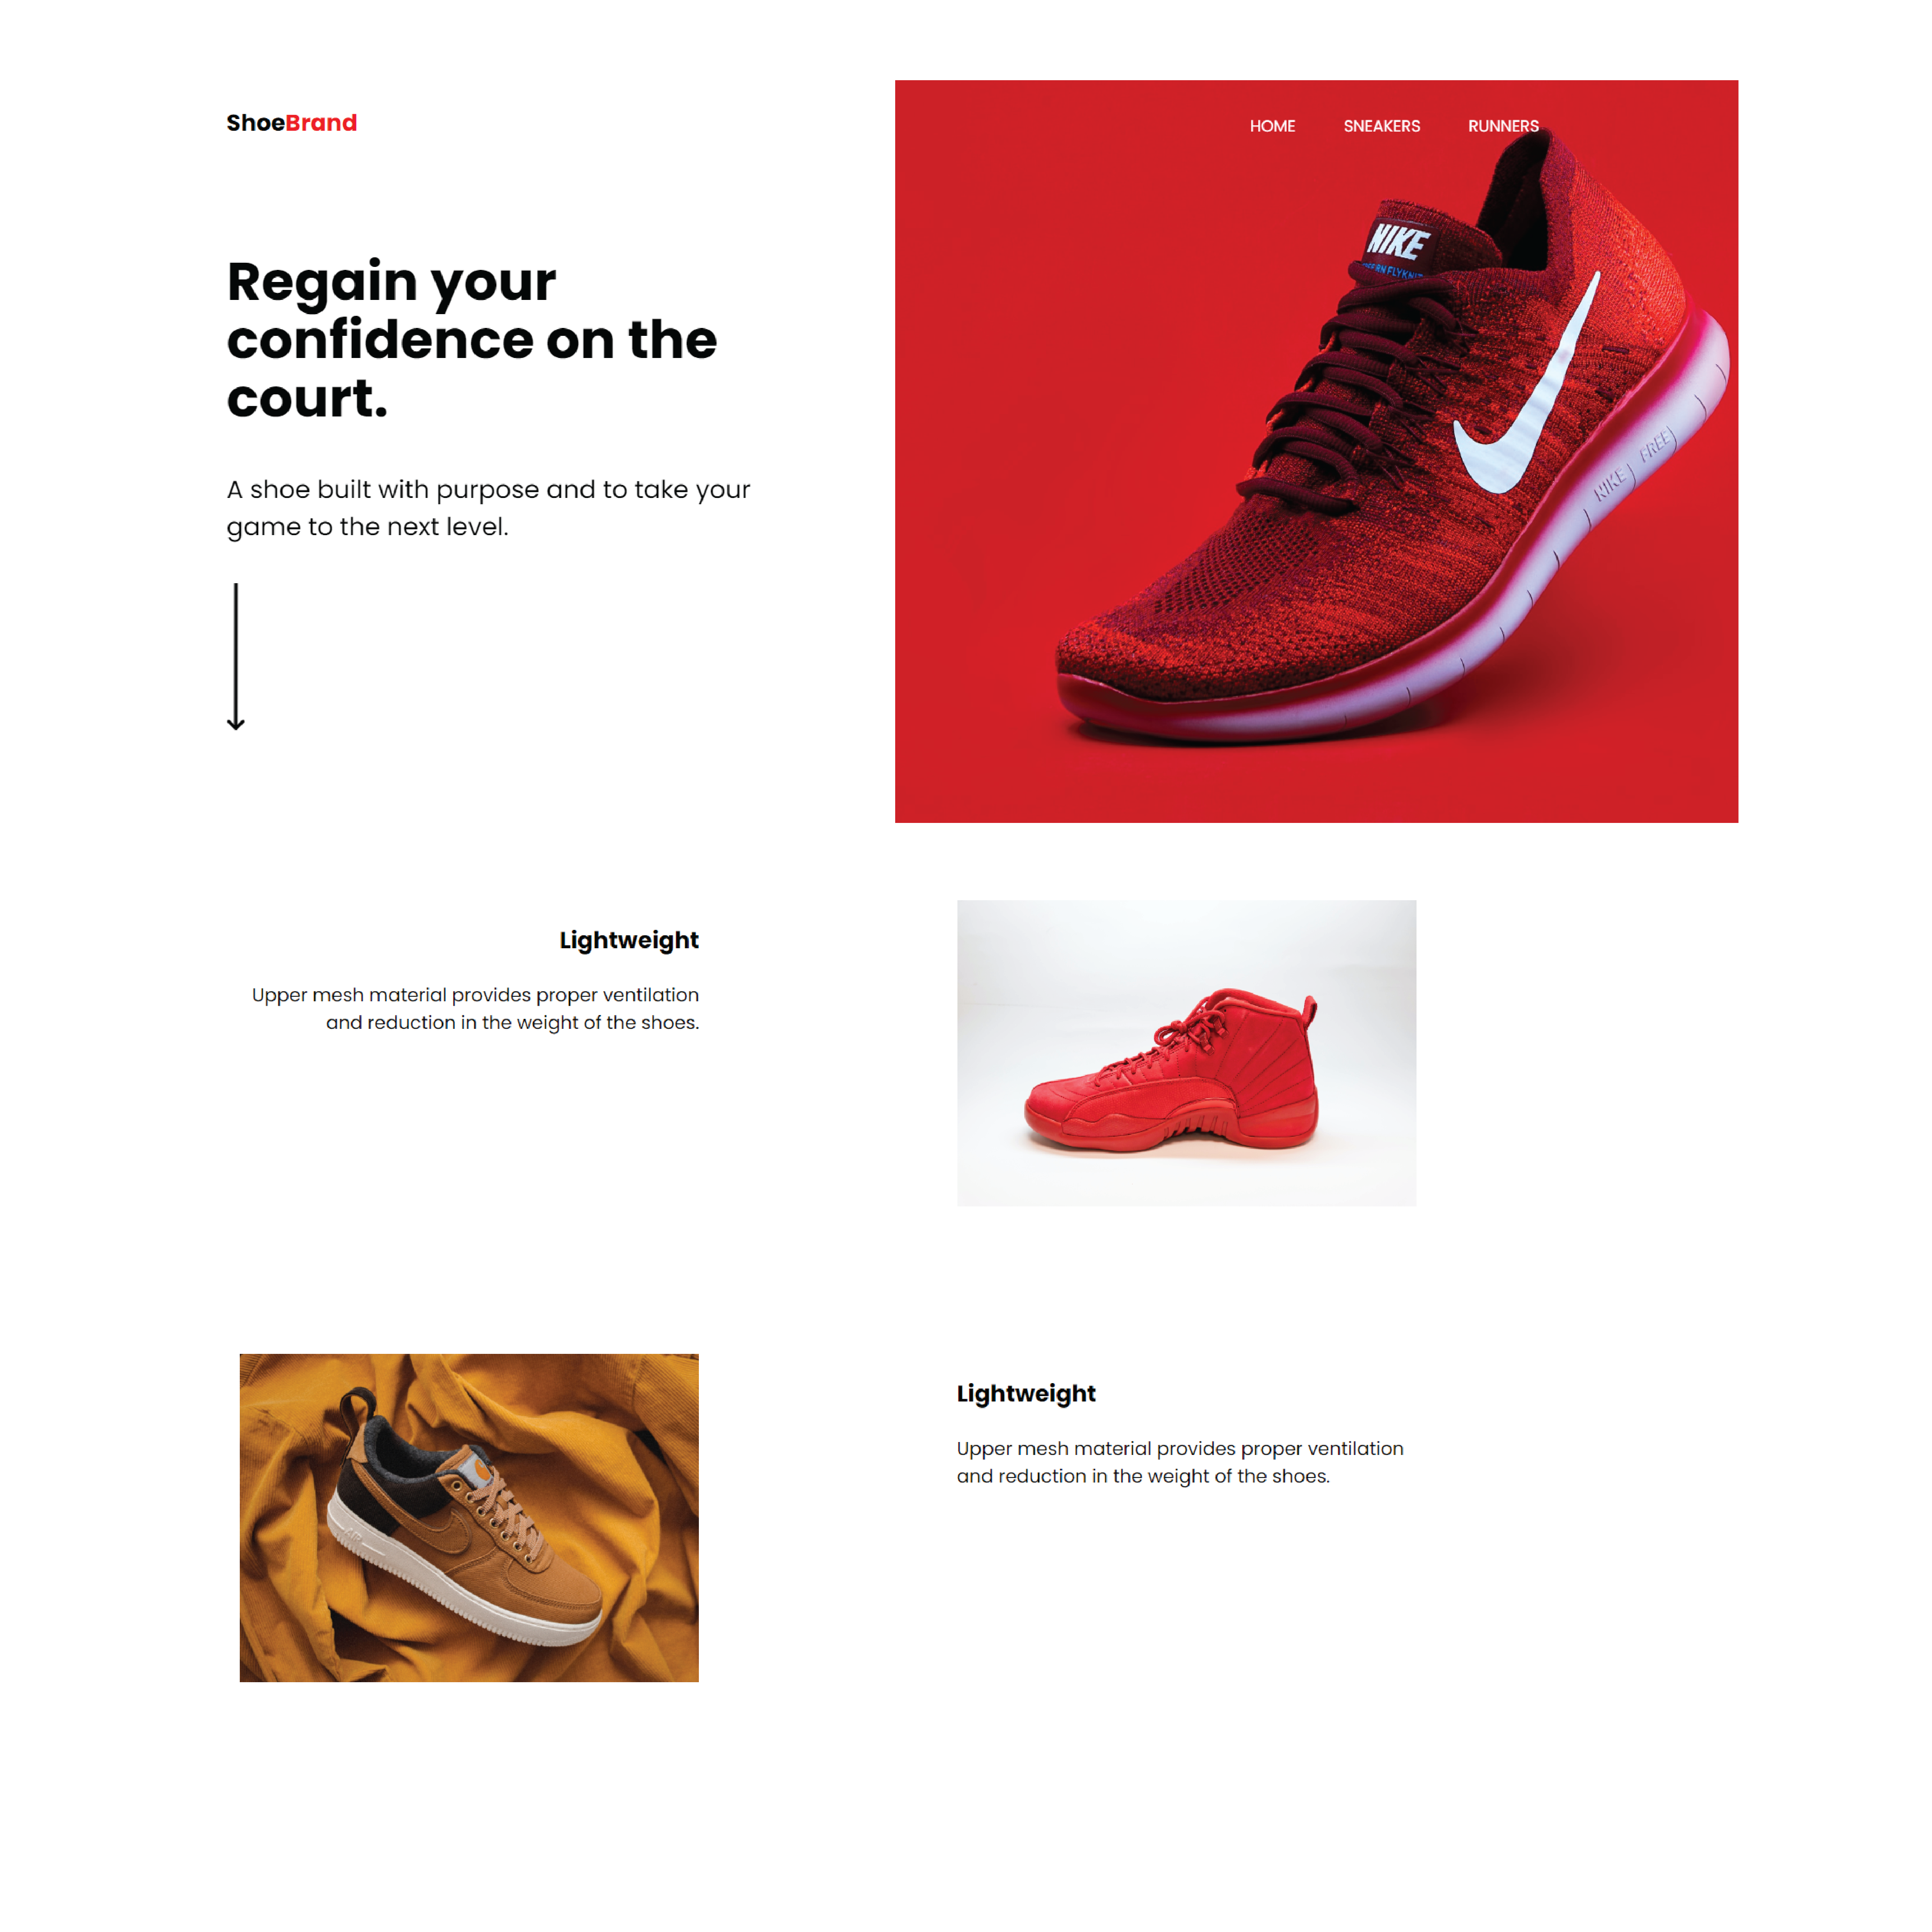 ShoeBrand
HOME SNEAKERS RUNNERS
Regain your
confidence on the
court.
A shoe built with purpose and to take your
game to the next level.
NIKE
NIKE FREE
Lightweight
Upper mesh material provides proper ventilation
and reduction in the weight of the shoes.
AIR
Lightweight
Upper mesh material provides proper ventilation
and reduction in the weight of the shoes.